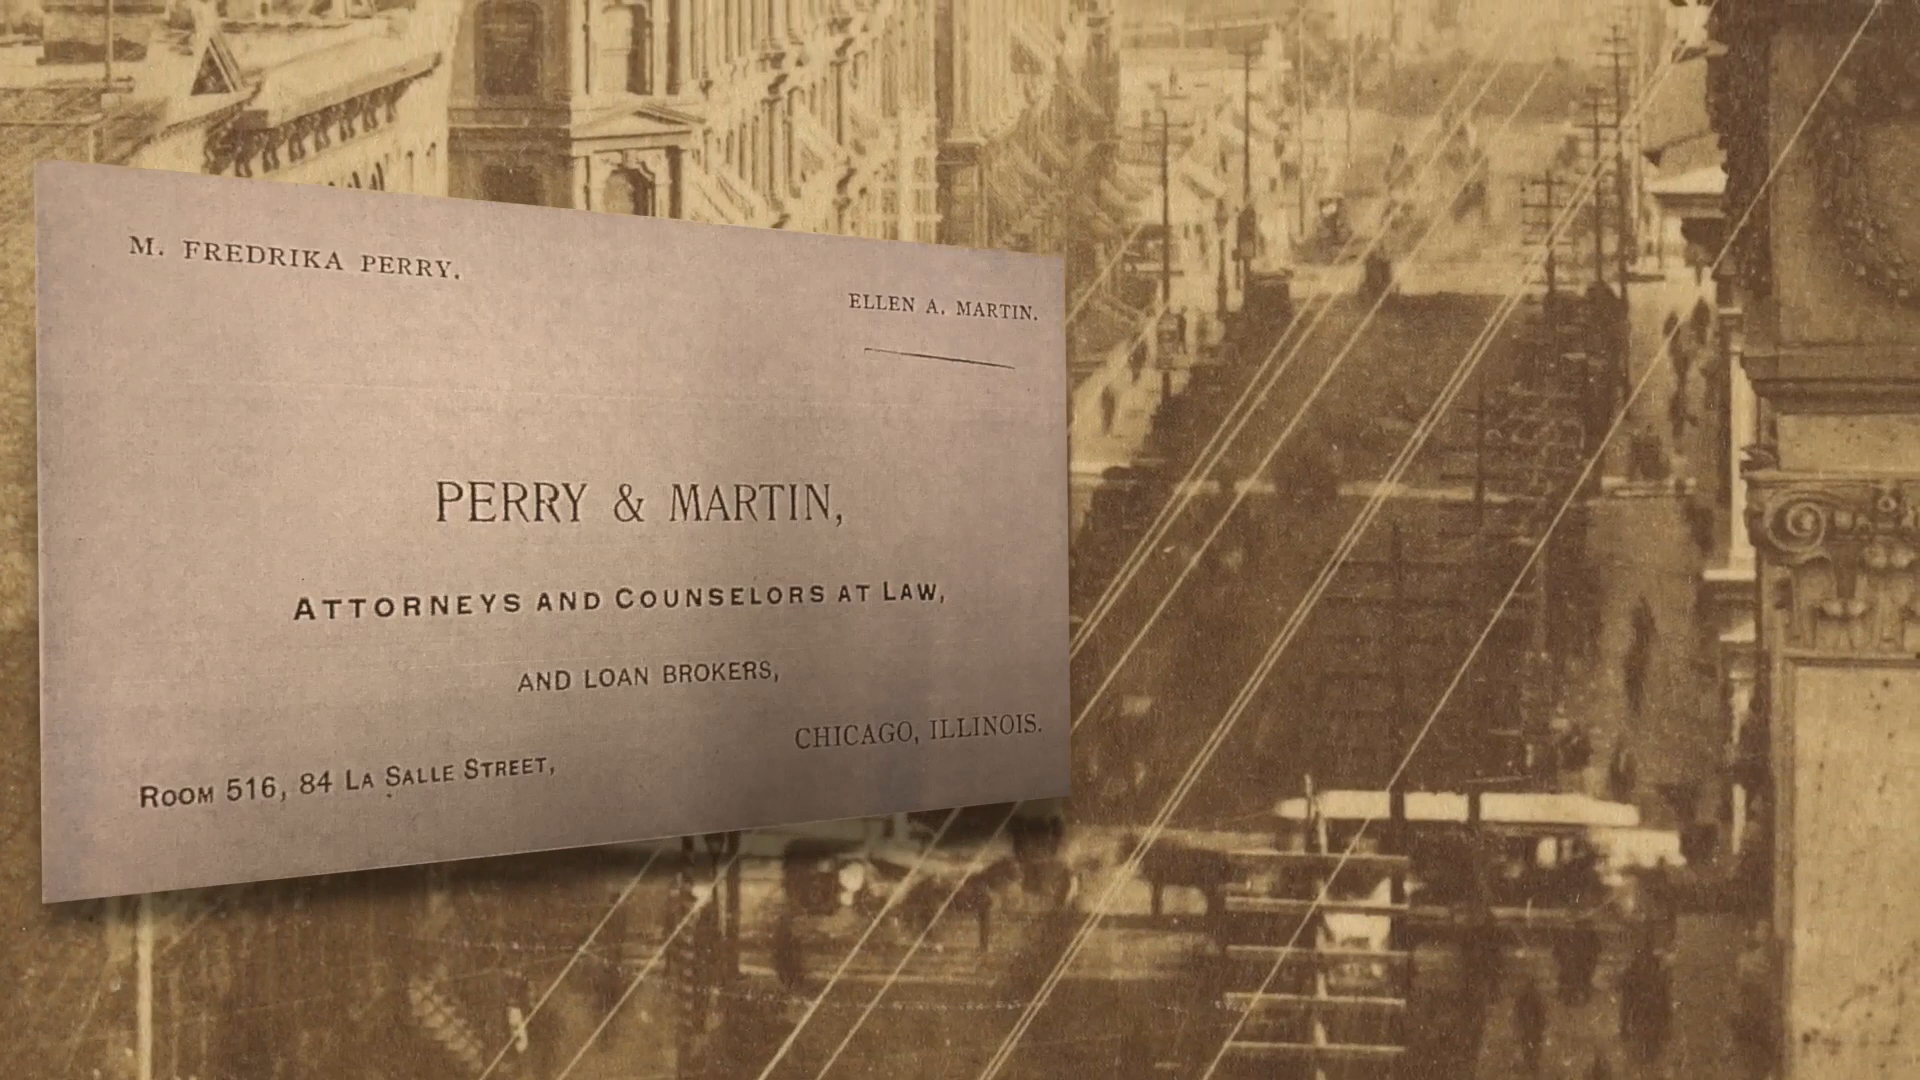 M. FREDRIKA PERRY.
ELLEN A. MARTIN.
PERRY & MARTIN,
ATTORNEYS AND COUNSELORS AT LAW,
AND LOAN BROKERS,
ROOM 516, 84 LA SALLE STREET,
CHICAGO, ILLINOIS.